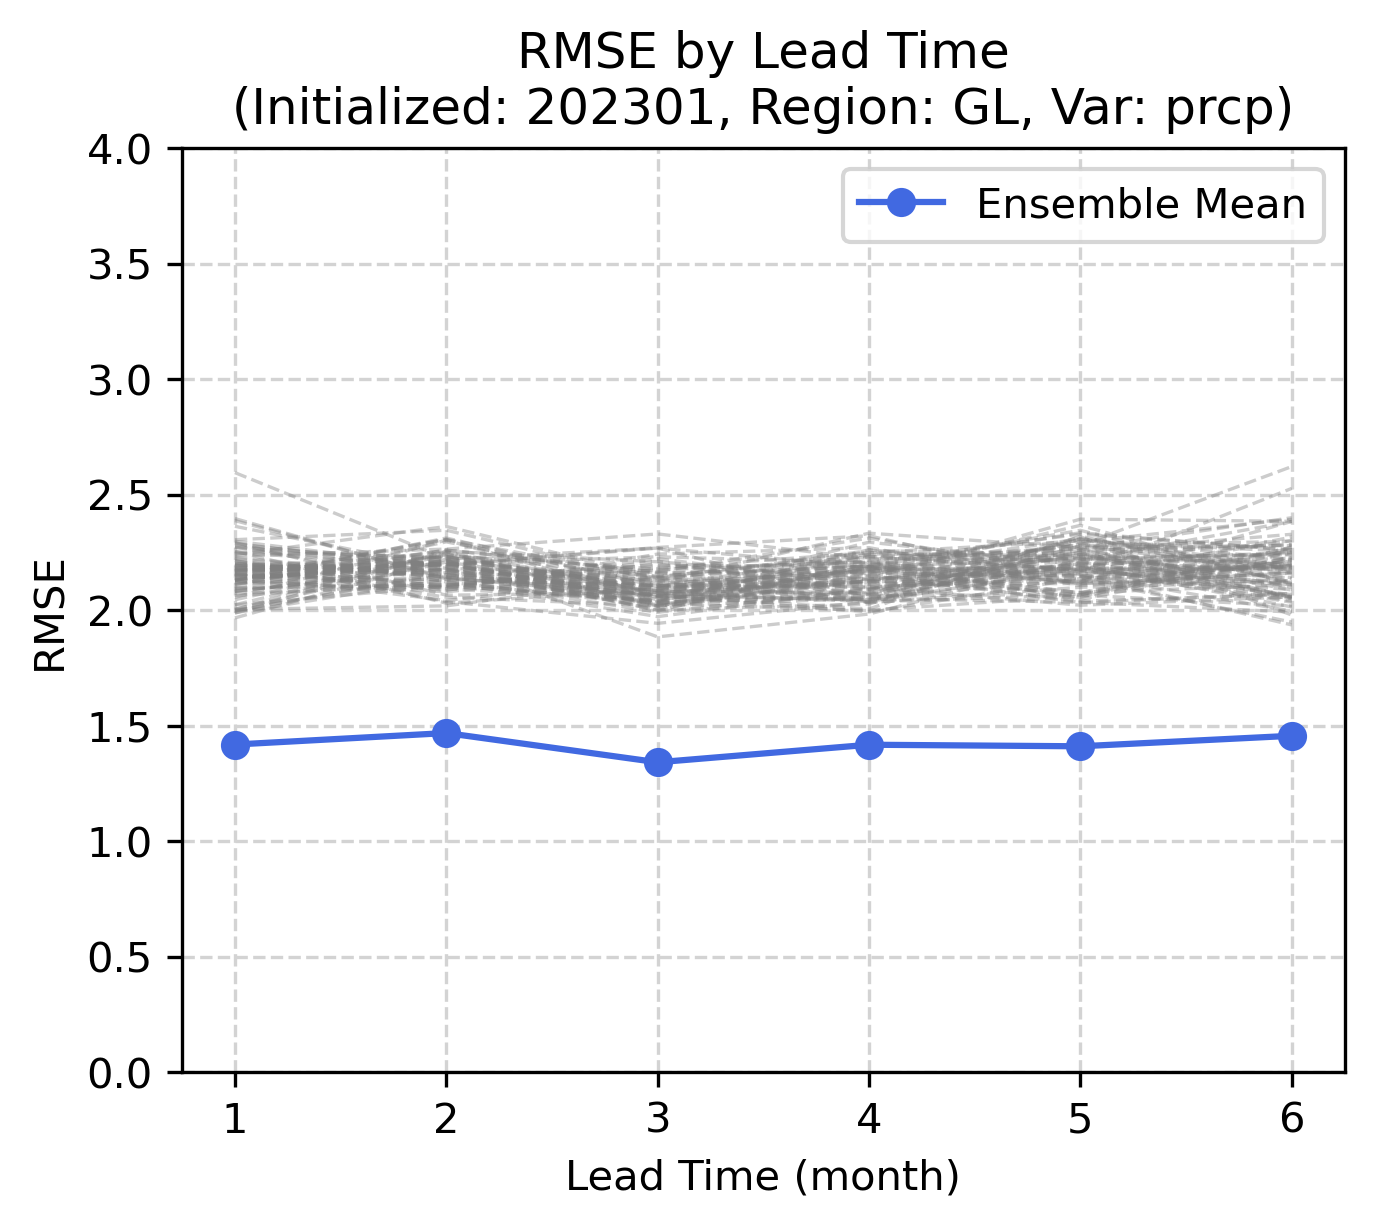 RMSE by Lead Time
(Initialized: 202301, Region: GL, Var: prcp)
4.0
3.5
3.0
2.5
2.0
1.5
1.0
0.5
0.0
RMSE
Ensemble Mean
1 2 3 4 5 6
Lead Time (month)